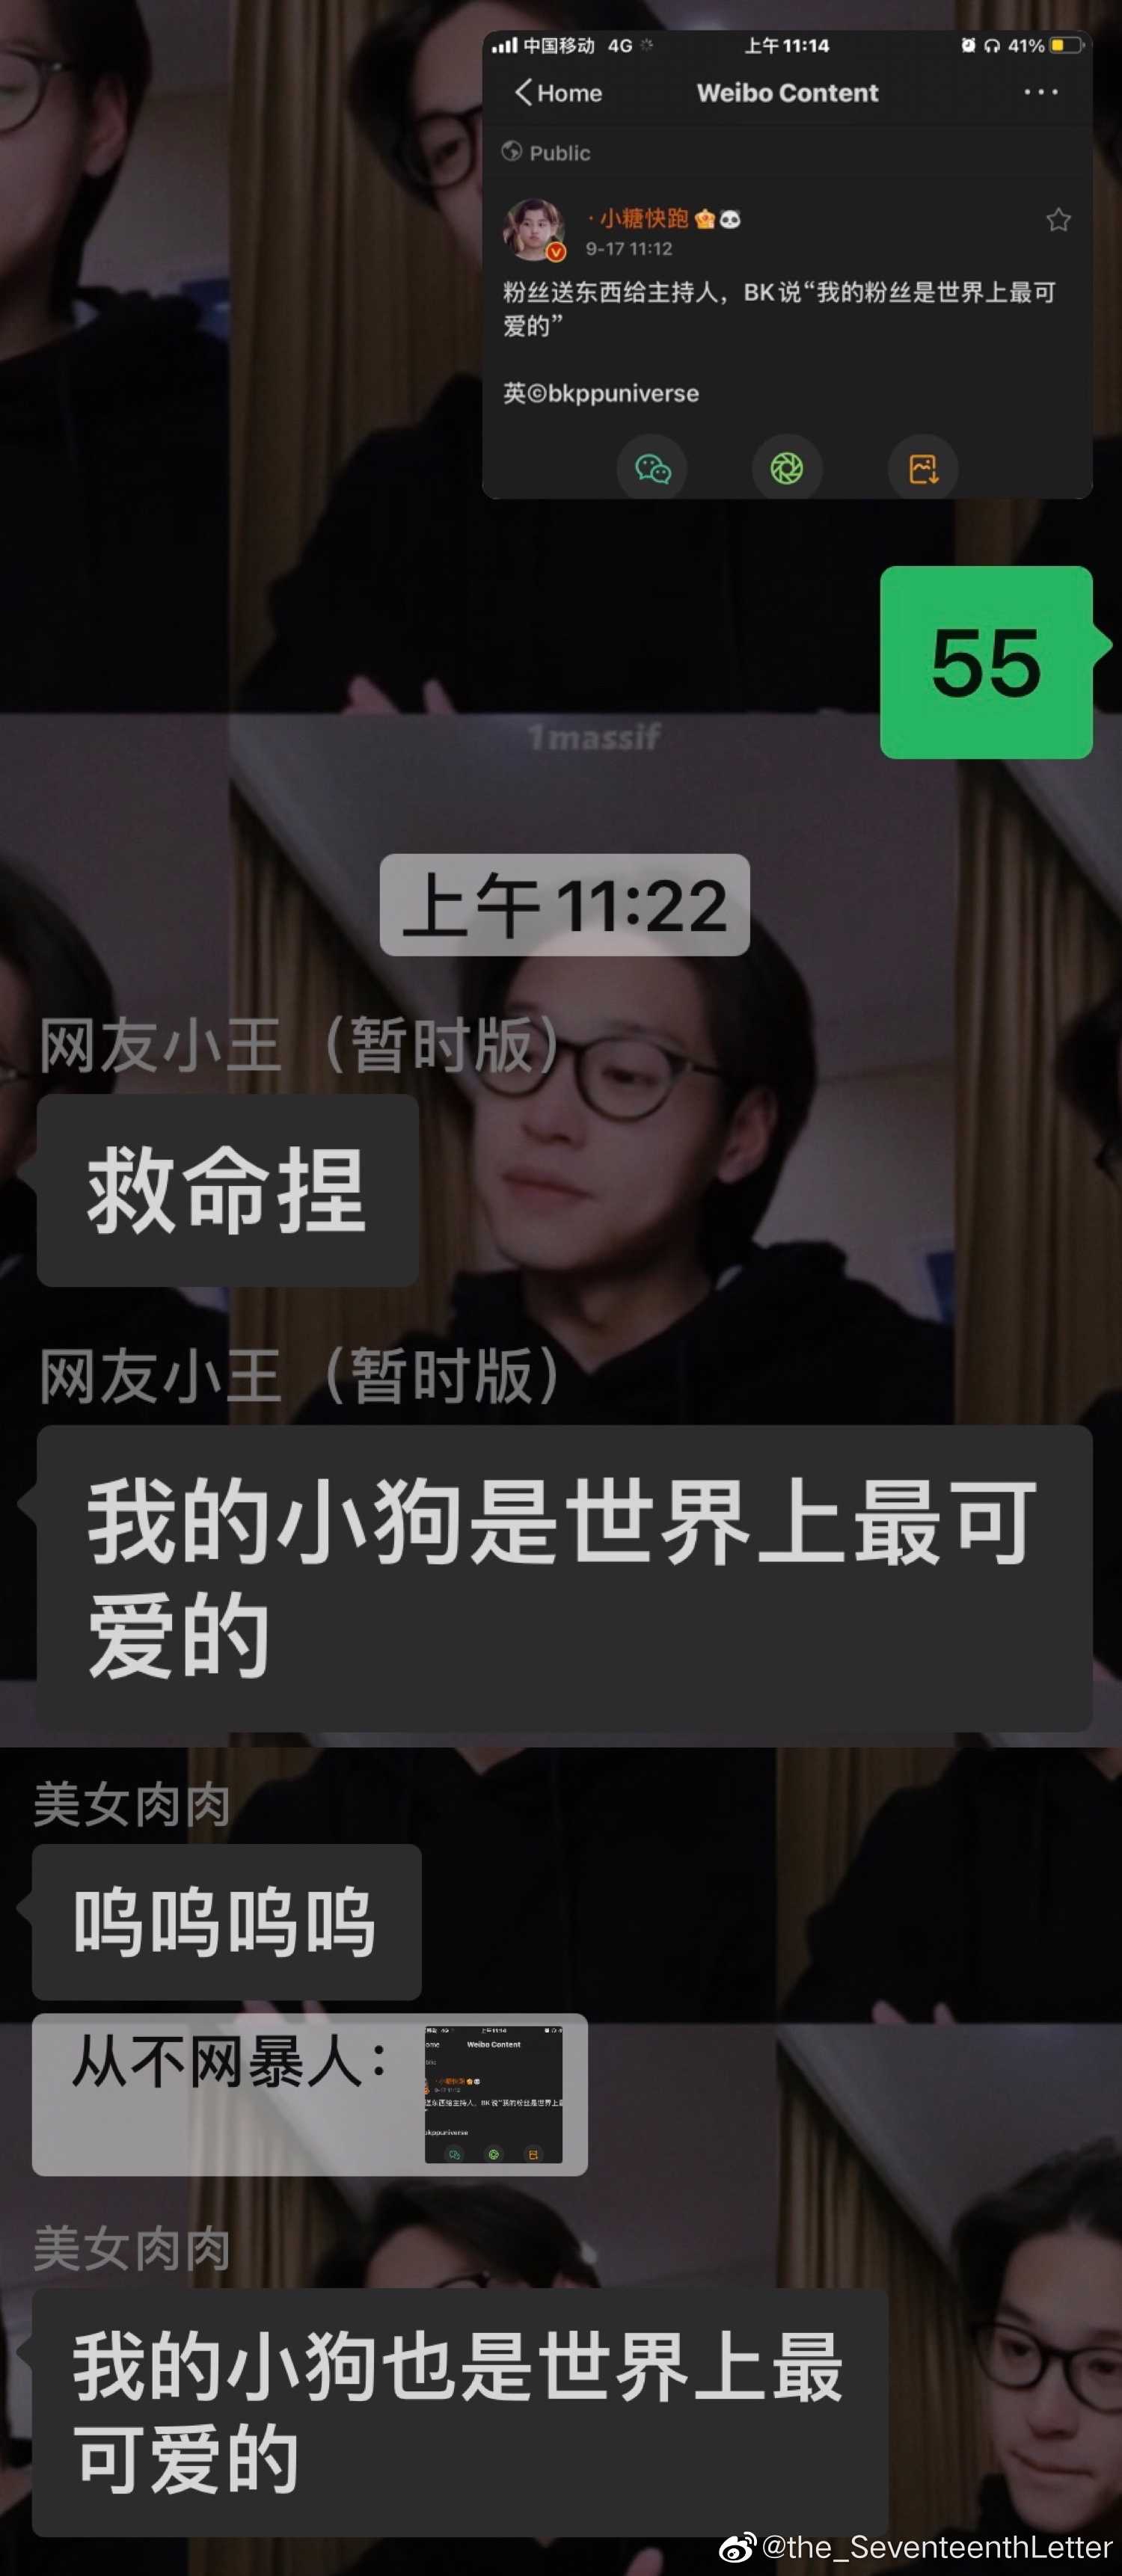 中国移动 4G 上午11:14 41%
Home Weibo Content
Public
·小糖快跑
9-17 11:12
粉丝送东西给主持人，BK说“我的粉丝是世界上最可
爱的”
英©bkppuniverse
55
1massif
上午11:22
网友小王（暂时版）
救命捏
网友小王（暂时版）
我的小狗是世界上最可
爱的
美女肉肉
呜呜呜呜
从不网暴人：
Weibo Content
美女肉肉
我的小狗也是世界上最
可爱的
@the_SeventeenthLetter